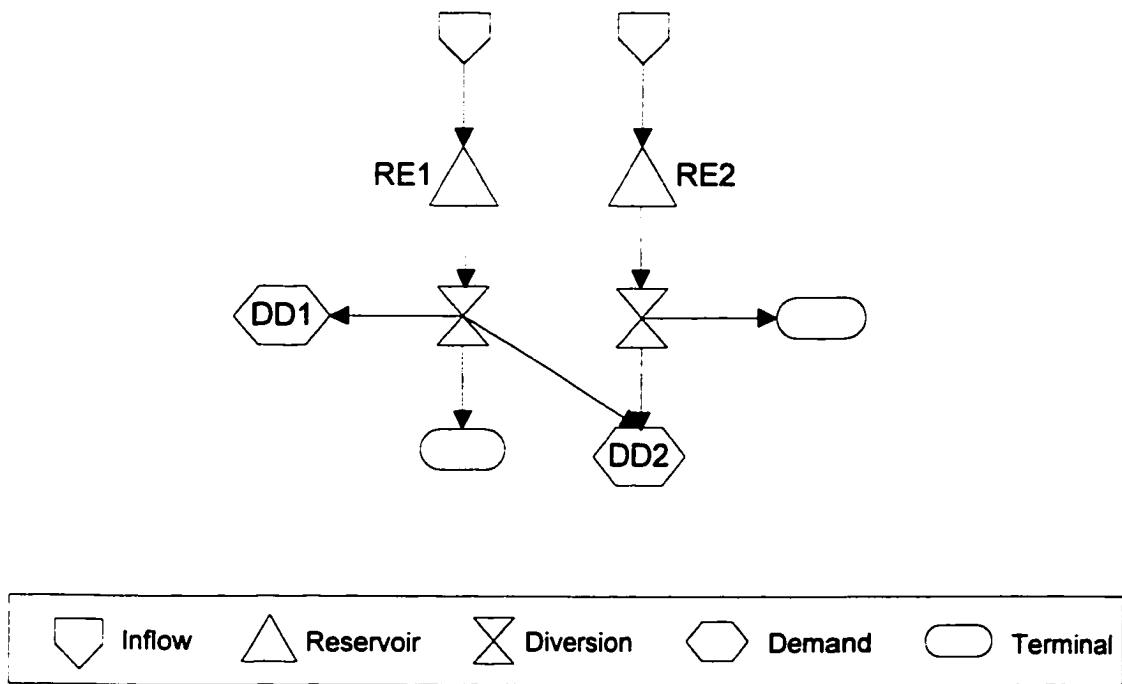 RE1
RE2
DD1
DD2
Inflow
Reservoir
Diversion
Demand
Terminal